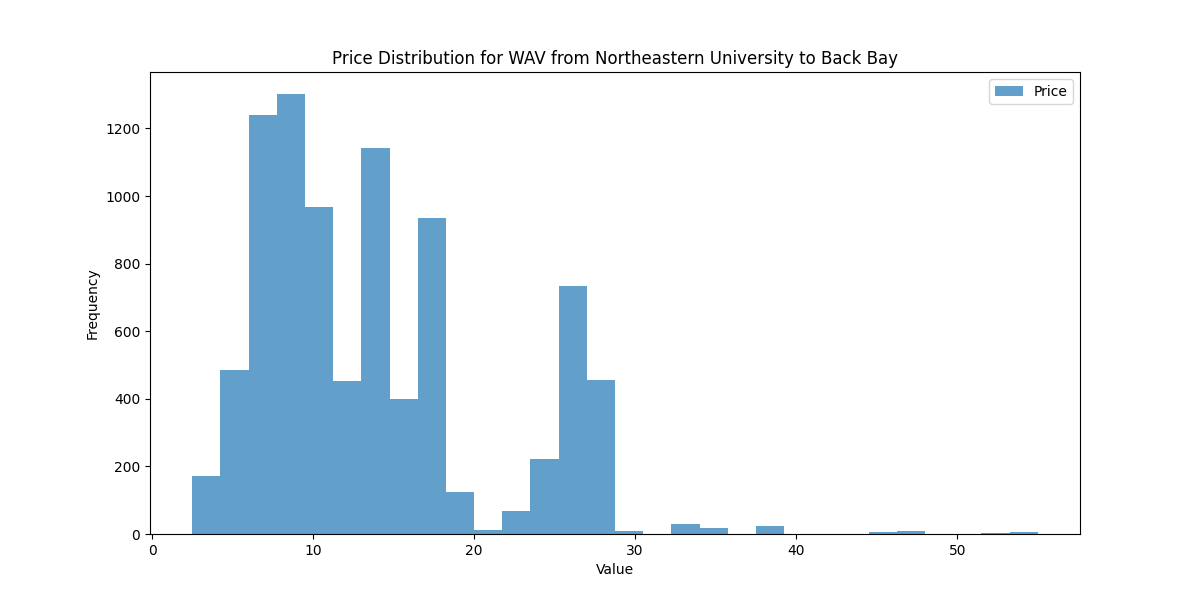 Price Distribution for WAV from Northeastern University to Back Bay
Price
1200
1000
800
600
400
200
0
Frequency
0 10 20 30 40 50
Value